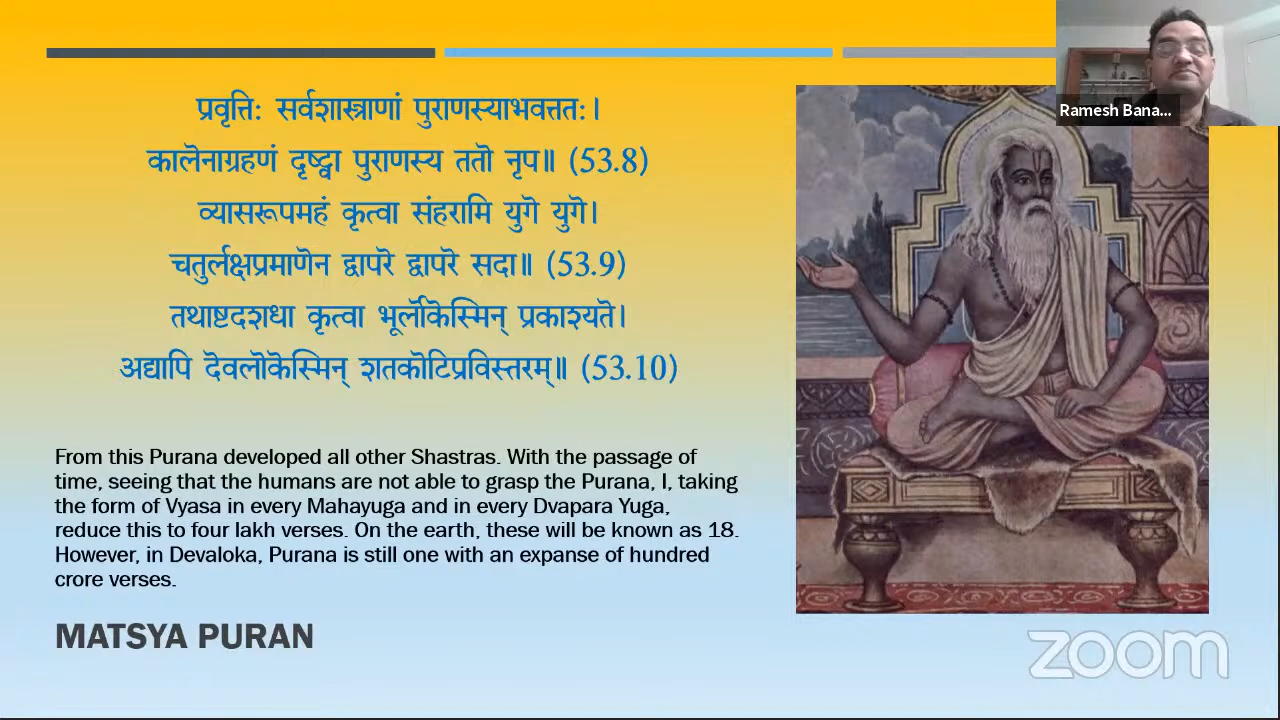 प्रवृत्तिः सर्वशास्त्राणां पुराणस्याभवत्ततः।
कालॆनाग्रहणं दृष्ट्वा पुराणस्य ततॊ नृप॥ (53.8)
व्यासरूपमहं कृत्वा संहरामि युगॆ युगॆ।
चतुर्लक्षप्रमाणॆन द्वापरॆ द्वापरॆ सदा॥ (53.9)
तथाष्टदशधा कृत्वा भूर्लॊकॆस्मिन् प्रकाश्यतॆ।
अद्यापि दॆवलॊकॆस्मिन् शतकॊटिप्रविस्तरम्॥ (53.10)
From this Purana developed all other Shastras. With the passage of
time, seeing that the humans are not able to grasp the Purana, I, taking
the form of Vyasa in every Mahayuga and in every Dvapara Yuga,
reduce this to four lakh verses. On the earth, these will be known as 18.
However, in Devaloka, Purana is still one with an expanse of hundred
crore verses.
MATSYA PURAN
Ramesh Bana...
zoom